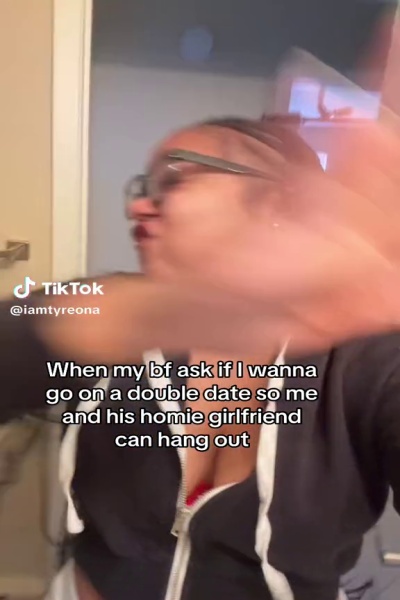 TikTok
@iamtyreona
When my bf ask if I wanna
go on a double date so me
and his homie girlfriend
can hang out